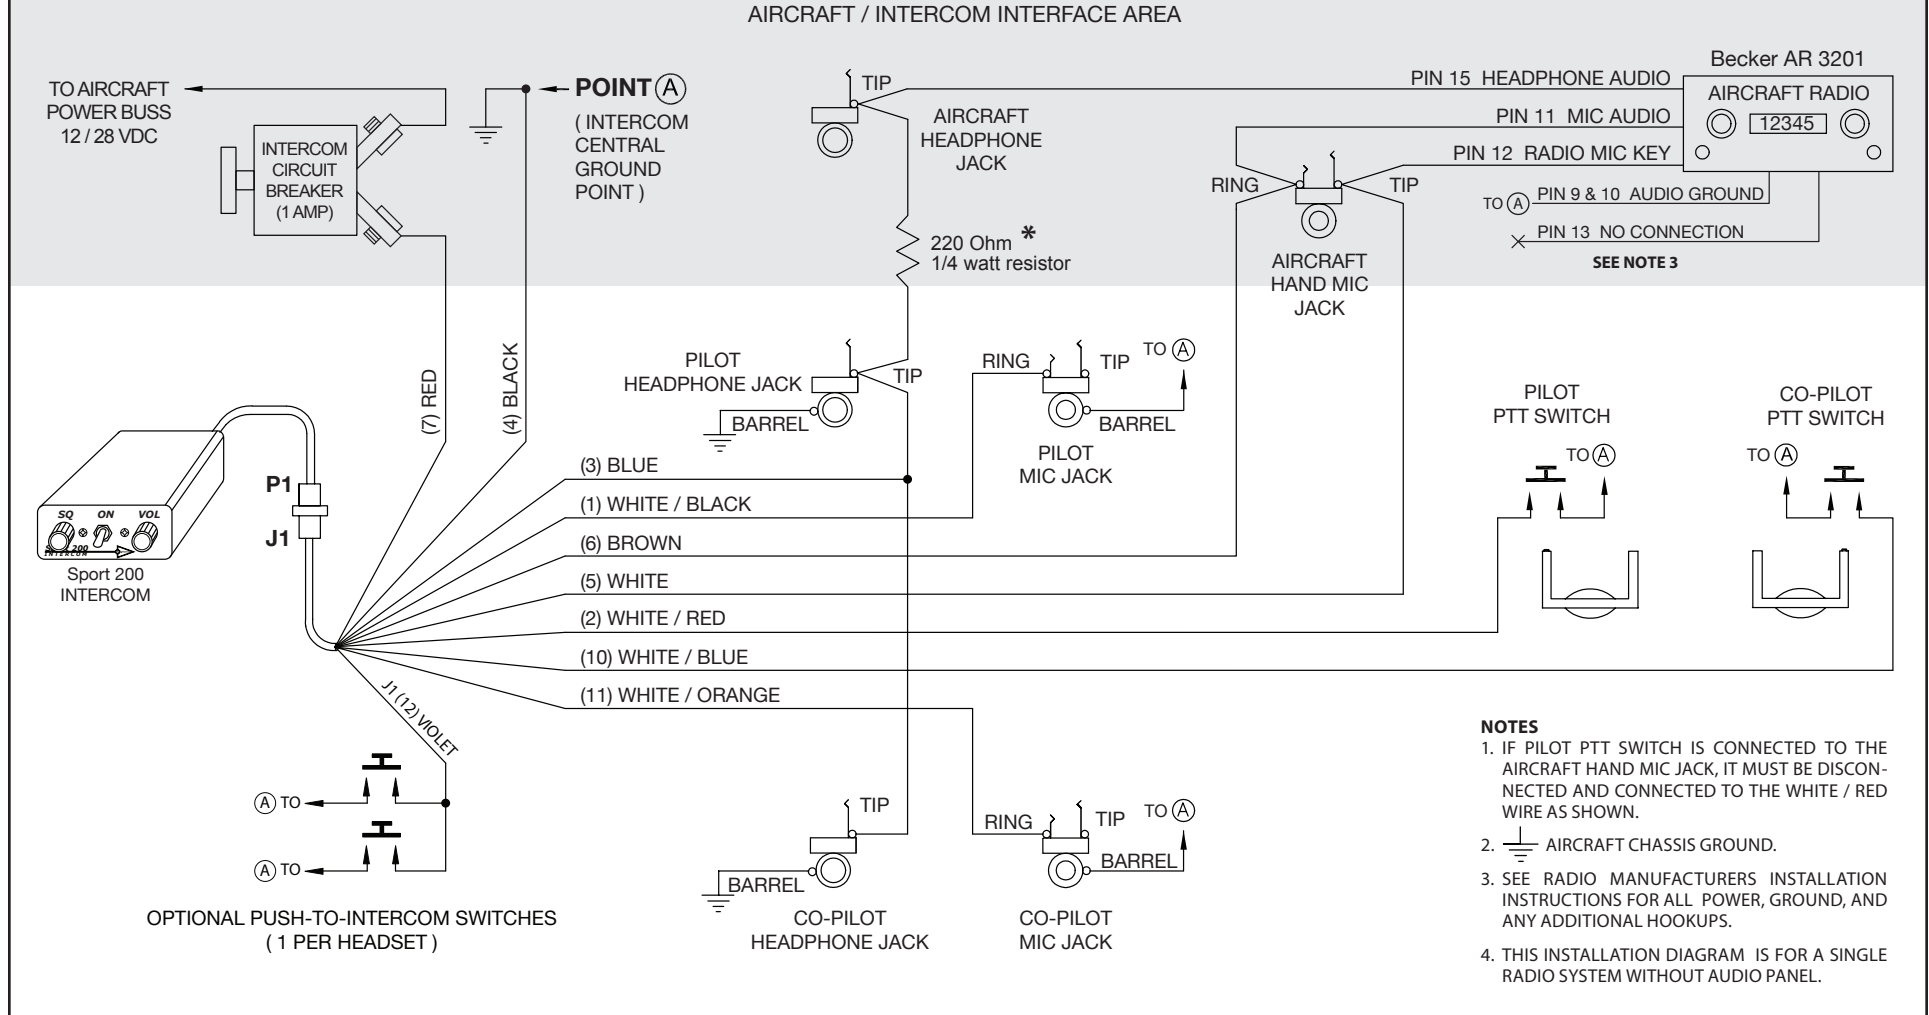 AIRCRAFT / INTERCOM INTERFACE AREA
TO AIRCRAFT
POWER BUSS
12 / 28 VDC
INTERCOM
CIRCUIT
BREAKER
(1 AMP)
POINT A
( INTERCOM
CENTRAL
GROUND
POINT )
TIP
AIRCRAFT
HEADPHONE
JACK
220 Ohm *
1/4 watt resistor
Becker AR 3201
AIRCRAFT RADIO
12345
PIN 15 HEADPHONE AUDIO
PIN 11 MIC AUDIO
PIN 12 RADIO MIC KEY
TO A PIN 9 & 10 AUDIO GROUND
PIN 13 NO CONNECTION
SEE NOTE 3
RING
TIP
AIRCRAFT
HAND MIC
JACK
(7) RED
(4) BLACK
PILOT
HEADPHONE JACK
TIP
BARREL
RING
TIP
TO A
BARREL
PILOT
MIC JACK
PILOT
PTT SWITCH
TO A
CO-PILOT
PTT SWITCH
TO A
P1
J1
SQ ON VOL
INTERCOM
Sport 200
INTERCOM
(3) BLUE
(1) WHITE / BLACK
(6) BROWN
(5) WHITE
(2) WHITE / RED
(10) WHITE / BLUE
(11) WHITE / ORANGE
J1 (12) VIOLET
A TO
A TO
OPTIONAL PUSH-TO-INTERCOM SWITCHES
( 1 PER HEADSET )
TIP
BARREL
CO-PILOT
HEADPHONE JACK
RING
TIP
TO A
BARREL
CO-PILOT
MIC JACK
NOTES
1. IF PILOT PTT SWITCH IS CONNECTED TO THE
AIRCRAFT HAND MIC JACK, IT MUST BE DISCON-
NECTED AND CONNECTED TO THE WHITE / RED
WIRE AS SHOWN.
2. AIRCRAFT CHASSIS GROUND.
3. SEE RADIO MANUFACTURERS INSTALLATION
INSTRUCTIONS FOR ALL POWER, GROUND, AND
ANY ADDITIONAL HOOKUPS.
4. THIS INSTALLATION DIAGRAM IS FOR A SINGLE
RADIO SYSTEM WITHOUT AUDIO PANEL.